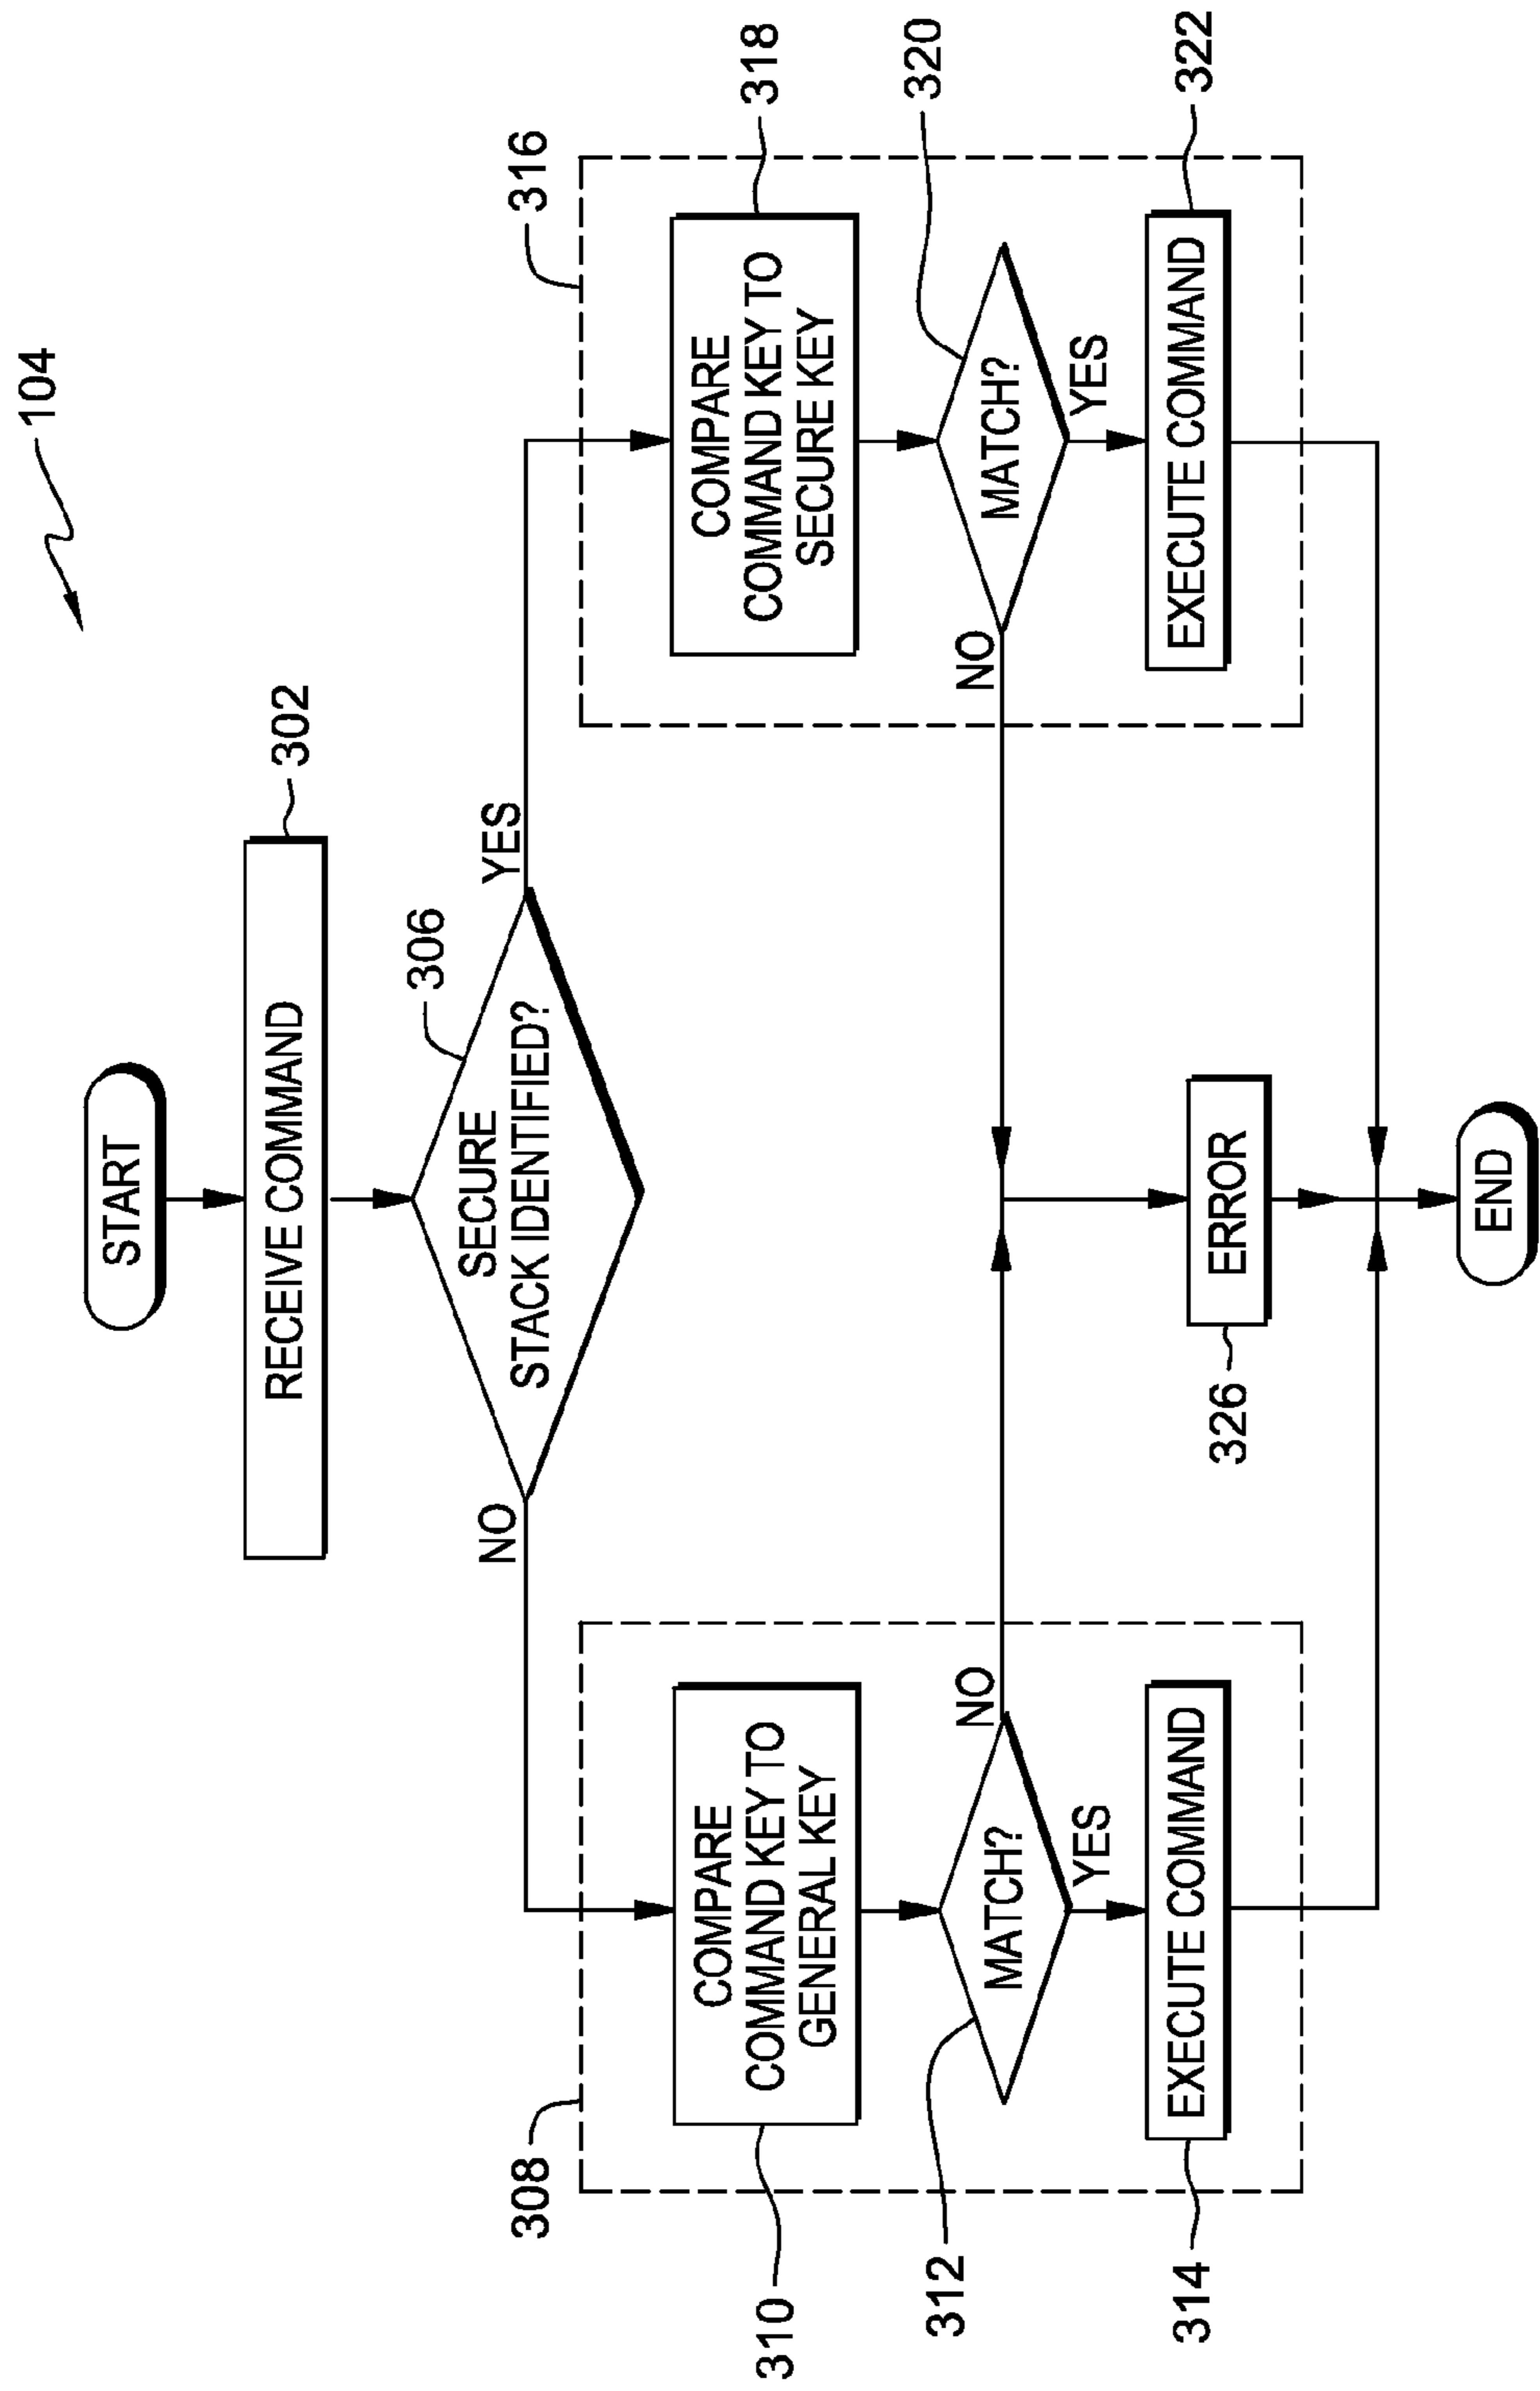 104
START
RECEIVE COMMAND
302
SECURE
STACK IDENTIFIED?
306
NO
YES
308
COMPARE
COMMAND KEY TO
GENERAL KEY
310
MATCH?
312
NO
YES
EXECUTE COMMAND
314
316
COMPARE
COMMAND KEY TO
SECURE KEY
318
MATCH?
320
NO
YES
EXECUTE COMMAND
322
ERROR
326
END